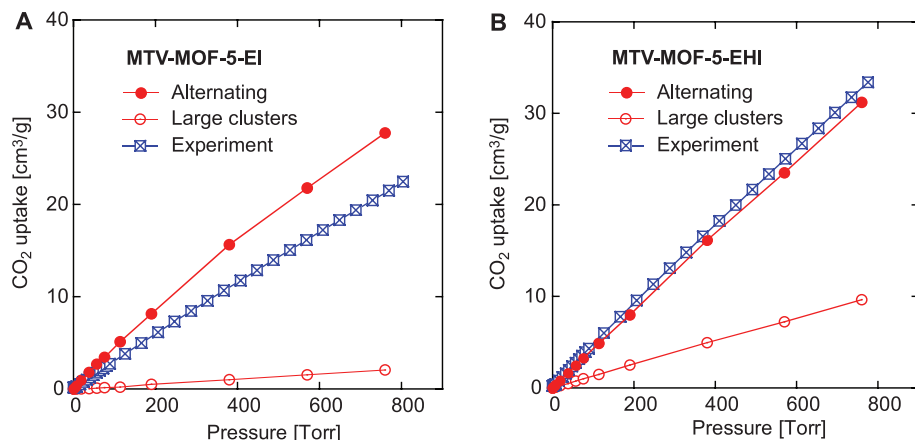 A
MTV-MOF-5-EI
Alternating
Large clusters
Experiment
CO₂ uptake [cm³/g]
40
30
20
10
0
0 200 400 600 800
Pressure [Torr]
B
MTV-MOF-5-EHI
Alternating
Large clusters
Experiment
CO₂ uptake [cm³/g]
40
30
20
10
0
0 200 400 600 800
Pressure [Torr]